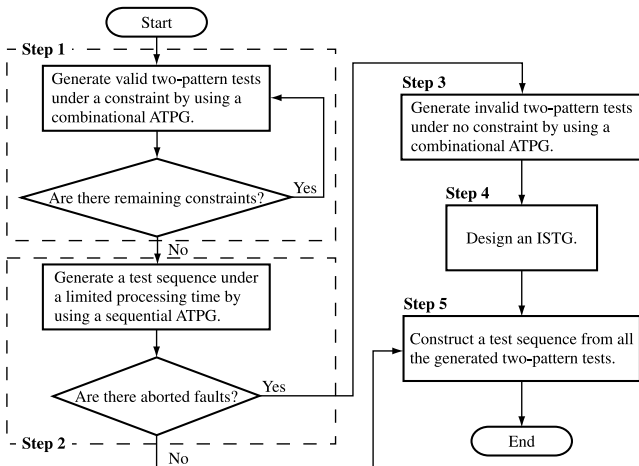 Start
Step 1
Generate valid two-pattern tests
under a constraint by using a
combinational ATPG.
Are there remaining constraints?
Yes
No
Generate a test sequence under
a limited processing time by
using a sequential ATPG.
Are there aborted faults?
Yes
Step 2
No
Step 3
Generate invalid two-pattern tests
under no constraint by using a
combinational ATPG.
Step 4
Design an ISTG.
Step 5
Construct a test sequence from all
the generated two-pattern tests.
End